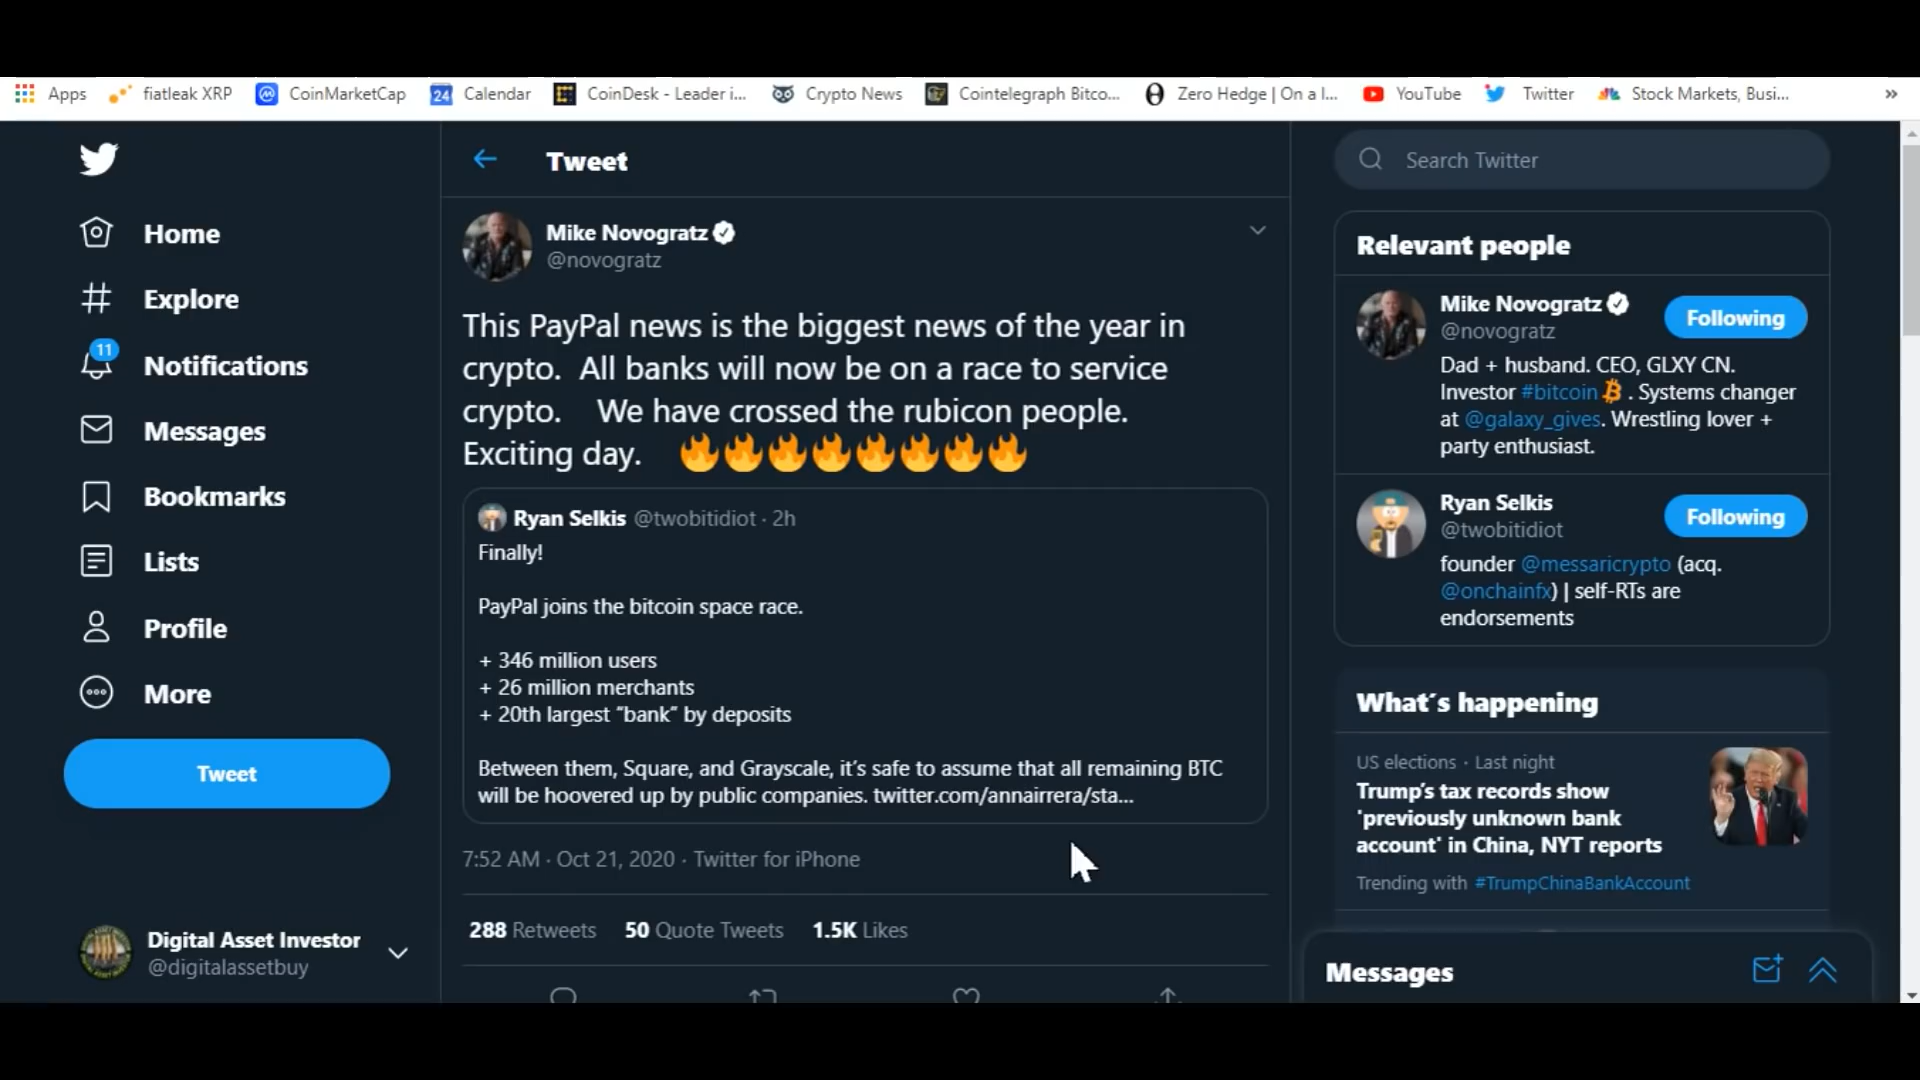 Apps fiatleak XRP CoinMarketCap 24 Calendar CoinDesk - Leader i... Crypto News Cointelegraph Bitco... Zero Hedge | On a l... YouTube Twitter Stock Markets, Busi... »
Home
Explore
11
Notifications
Messages
Bookmarks
Lists
Profile
More
Tweet
Digital Asset Investor
@digitalassetbuy
Tweet
Mike Novogratz
@novogratz
This PayPal news is the biggest news of the year in
crypto. All banks will now be on a race to service
crypto. We have crossed the rubicon people.
Exciting day. 🔥🔥🔥🔥🔥🔥🔥🔥
Ryan Selkis @twobitidiot · 2h
Finally!
PayPal joins the bitcoin space race.
+ 346 million users
+ 26 million merchants
+ 20th largest “bank” by deposits
Between them, Square, and Grayscale, it’s safe to assume that all remaining BTC
will be hoovered up by public companies. twitter.com/annairrera/sta...
7:52 AM · Oct 21, 2020 · Twitter for iPhone
288 Retweets 50 Quote Tweets 1.5K Likes
Search Twitter
Relevant people
Mike Novogratz
@novogratz
Following
Dad + husband. CEO, GLXY CN.
Investor #bitcoin . Systems changer
at @galaxy_gives. Wrestling lover +
party enthusiast.
Ryan Selkis
@twobitidiot
Following
founder @messaricrypto (acq.
@onchainfx) | self-RTs are
endorsements
What´s happening
US elections · Last night
Trump’s tax records show
'previously unknown bank
account' in China, NYT reports
Trending with #TrumpChinaBankAccount
Messages